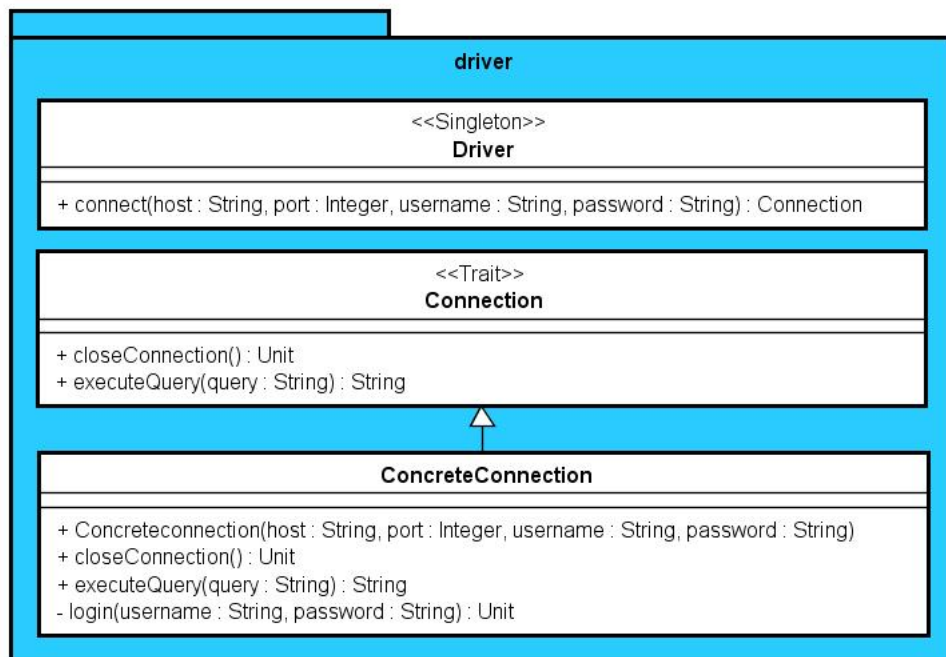 driver
<<Singleton>>
Driver
+ connect(host : String, port : Integer, username : String, password : String) : Connection
<<Trait>>
Connection
+ closeConnection() : Unit
+ executeQuery(query : String) : String
ConcreteConnection
+ Concreteconnection(host : String, port : Integer, username : String, password : String)
+ closeConnection() : Unit
+ executeQuery(query : String) : String
- login(username : String, password : String) : Unit